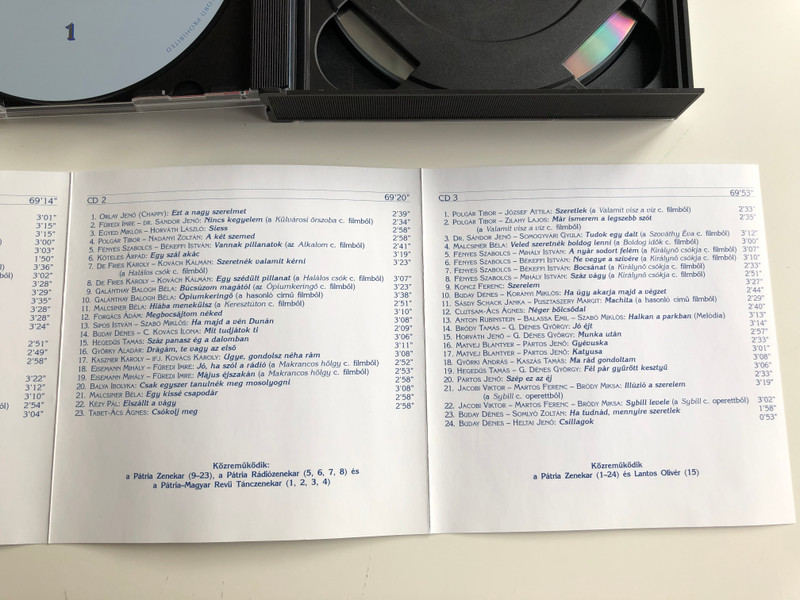 1
ORD PROHIBITED
69'14"
3'01"
3'15"
3'15"
3'00"
3'03"
1'50"
3'36"
ból) 3'02"
3'28"
3'29"
3'35"
3'28"
3'28"
3'24"
2'51"
2'49"
2'58"
3'22"
3'12"
3'10"
ól) 2'54"
3'04"
CD 2 69'20"
1. Orlay Jenő (Chappy): Ezt a nagy szerelmet 2'39"
2. Füredi Imre – dr. Sándor Jenő: Nincs kegyelem (a Külvárosi őrszoba c. filmből) 2'34"
3. Egyed Miklós – Horváth László: Siess 2'58"
4. Polgár Tibor – Nadányi Zoltán: A két szemed 2'58"
5. Fényes Szabolcs – Békeffi István: Vannak pillanatok (az Alkalom c. filmből) 2'41"
6. Köteles Árpád: Egy szál akác 3'19"
7. De Fries Károly – Kovách Kálmán: Szeretnék valamit kérni 3'23"
(a Halálos csók c. filmből)
8. De Fries Károly – Kovách Kálmán: Egy szédült pillanat (a Halálos csók c. filmből) 3'07"
9. Galánthay Balogh Béla: Búcsúzom magától (az Ópiumkeringő c. filmből) 3'23"
10. Galánthay Balogh Béla: Ópiumkeringő (a hasonló című filmből) 3'38"
11. Malcsiner Béla: Hiába menekülsz (a Keresztúton c. filmből) 2'51"
12. Forgács Ádám: Megbocsájtom néked 3'10"
13. Sipos István – Szabó Miklós: Ha majd a vén Dunán 3'08"
14. Buday Dénes – C. Kovács Ilona: Mit tudjátok ti 2'09"
15. Hegedűs Tamás: Száz panasz ég a dalomban 3'06"
16. Győry Aladár: Drágám, te vagy az első 3'11"
17. Kaszner Károly – ifj. Kovács Károly: Ugye, gondolsz néha rám 3'08"
18. Eisemann Mihály – Füredi Imre: Jó, ha szól a rádió (a Makrancos hölgy c. filmből) 2'52"
19. Eisemann Mihály – Füredi Imre: Május éjszakán (a Makrancos hölgy c. filmből) 2'53"
20. Balya Ibolyka: Csak egyszer tanulnék meg mosolyogni 2'58"
21. Malcsiner Béla: Egy kissé csapodár 2'58"
22. Kézy Pál: Elszállt a vágy 2'58"
23. Tabet-Ács Ágnes: Csókolj meg
Közreműködik:
a Pátria Zenekar (9–23), a Pátria Rádiózenekar (5, 6, 7, 8) és
a Pátria–Magyar Revü Tánczenekar (1, 2, 3, 4)
CD 3 69'53"
1. Polgár Tibor – József Attila: Szeretlek (a Valamit visz a víz c. filmből) 2'33"
2. Polgár Tibor – Zilahy Lajos: Már ismerem a legszebb szót 2'35"
(a Valamit visz a víz c. filmből)
3. Dr. Sándor Jenő – Somogyvári Gyula: Tudok egy dalt (a Szováthy Éva c. filmből) 3'12"
4. Malcsiner Béla: Veled szeretnék boldog lenni (a Boldog idők c. filmből) 3'00"
5. Fényes Szabolcs – Mihály István: A nyár sodort felém (a Királynő csókja c. filmből) 3'07"
6. Fényes Szabolcs – Békeffi István: Ne vegye a szívére (a Királynő csókja c. filmből) 3'10"
7. Fényes Szabolcs – Békeffi István: Bocsánat (a Királynő csókja c. filmből) 2'33"
8. Fényes Szabolcs – Mihály István: Száz vágy (a Királynő csókja c. filmből) 2'51"
9. Koncz Ferenc: Szerelem 3'27"
10. Buday Dénes – Korányi Miklós: Ha úgy akarja majd a végzet 2'44"
11. Sasdy Schack Janka – Pusztaszery Margit: Machita (a hasonló című filmből) 2'29"
12. Clutsam-Ács Ágnes: Néger bölcsődal 2'40"
13. Anton Rubinstein – Balassa Emil – Szabó Miklós: Halkan a parkban (Melódia) 3'13"
14. Bródy Tamás – G. Dénes György: Jó éjt 3'14"
15. Horváth Jenő – G. Dénes György: Munka után 2'57"
16. Matvej Blantyer – Partos Jenő: Gyévuska 2'33"
17. Matvej Blantyer – Partos Jenő: Katyusa 3'01"
18. Győri András – Kaszás Tamás: Ma rád gondoltam 3'08"
19. Hegedűs Tamás – G. Dénes György: Fél pár gyűrött kesztyű 3'06"
20. Partos Jenő: Szép ez az éj 2'33"
21. Jacobi Viktor – Martos Ferenc – Bródy Miksa: Illúzió a szerelem 3'19"
(a Sybill c. operettből)
22. Jacobi Viktor – Martos Ferenc – Bródy Miksa: Sybill levele (a Sybill c. operettből) 3'02"
23. Buday Dénes – Somlyó Zoltán: Ha tudnád, mennyire szeretlek 1'58"
24. Buday Dénes – Heltai Jenő: Csillagok 0'53"
Közreműködik
a Pátria Zenekar (1–24) és Lantos Olivér (15)